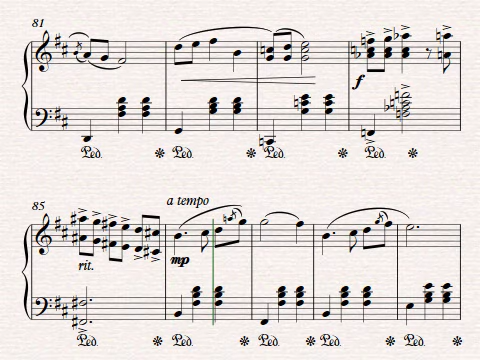 81
f
Ped. Ped. Ped. Ped.
85
a tempo
rit.
mp
Ped. Ped. Ped. Ped. Ped.